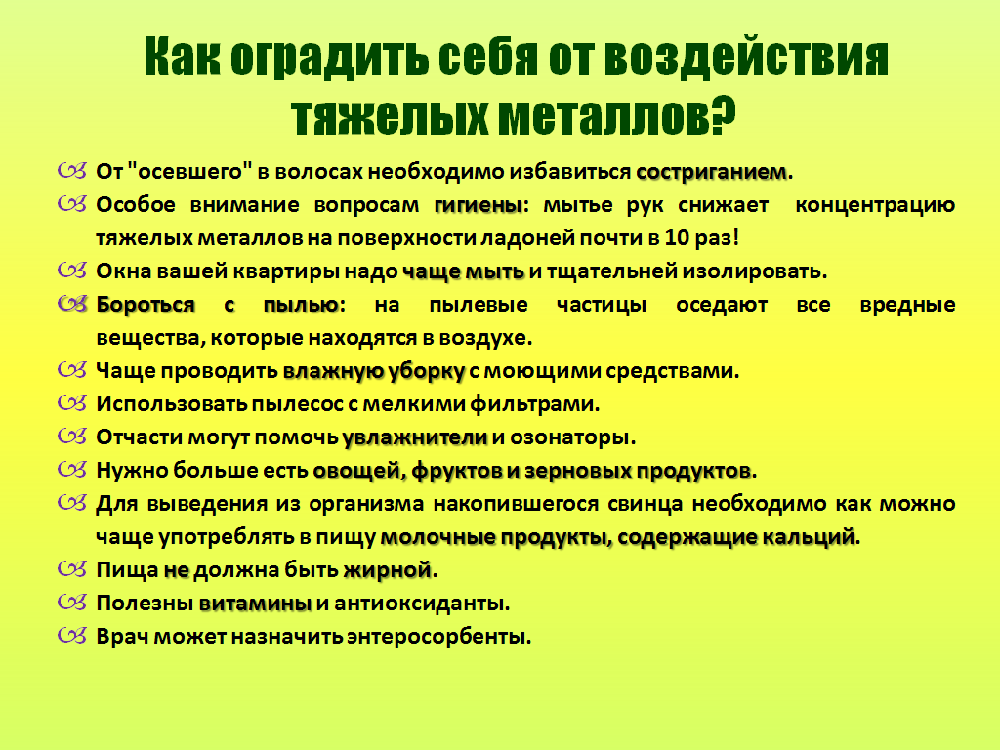 Как оградить себя от воздействия
тяжелых металлов?
От "осевшего" в волосах необходимо избавиться состриганием.
Особое внимание вопросам гигиены: мытье рук снижает концентрацию
тяжелых металлов на поверхности ладоней почти в 10 раз!
Окна вашей квартиры надо чаще мыть и тщательней изолировать.
Бороться с пылью: на пылевые частицы оседают все вредные
вещества, которые находятся в воздухе.
Чаще проводить влажную уборку с моющими средствами.
Использовать пылесос с мелкими фильтрами.
Отчасти могут помочь увлажнители и озонаторы.
Нужно больше есть овощей, фруктов и зерновых продуктов.
Для выведения из организма накопившегося свинца необходимо как можно
чаще употреблять в пищу молочные продукты, содержащие кальций.
Пища не должна быть жирной.
Полезны витамины и антиоксиданты.
Врач может назначить энтеросорбенты.